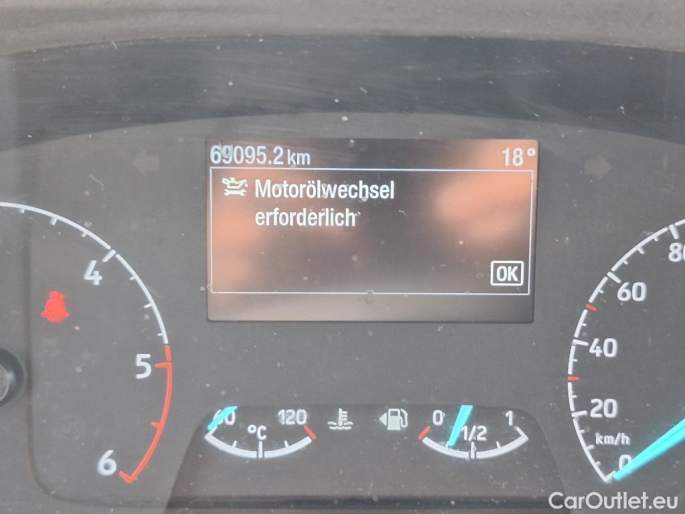 69095.2 km 18°
Motorölwechsel
erforderlich
OK
4
5
6
60 °C 120
0 1/2 1
80
60
40
20
km/h
0
CarOutlet.eu